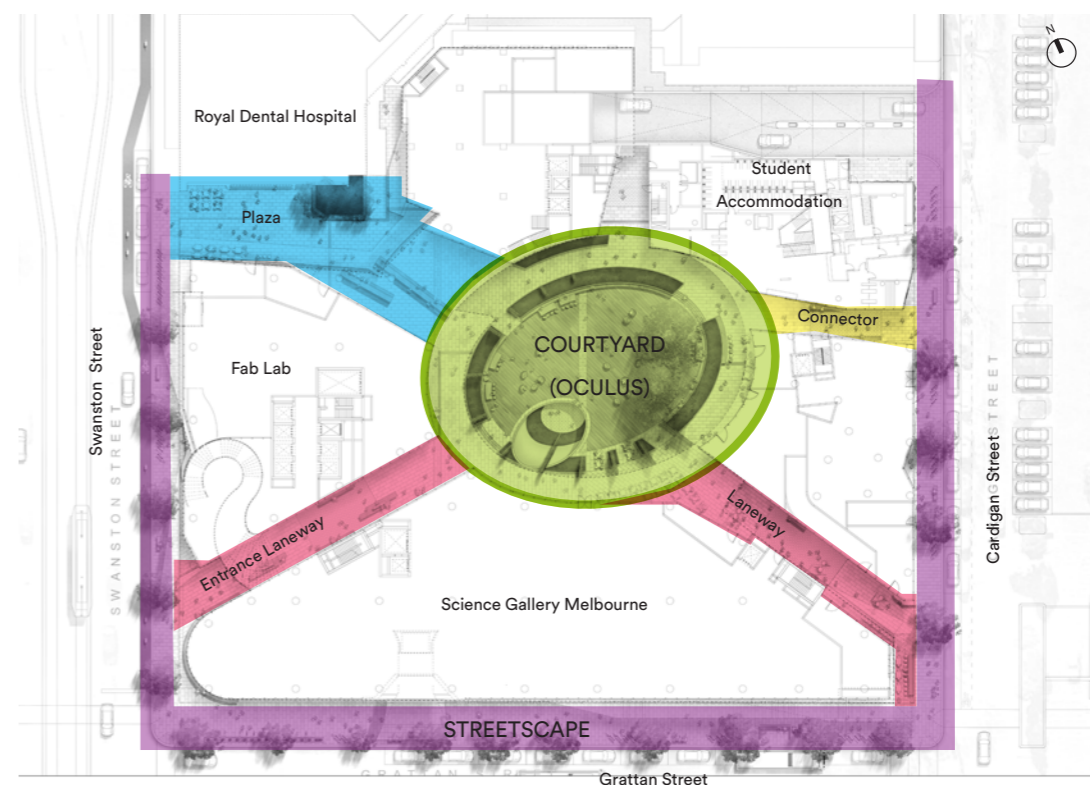 N
Royal Dental Hospital
Student
Accommodation
Plaza
Connector
COURTYARD
(OCULUS)
Fab Lab
Swanston Street
SWANSTON STREET
Cardigan Street
STREET
Entrance Laneway
Laneway
Science Gallery Melbourne
STREETSCAPE
GRATTAN
Grattan Street